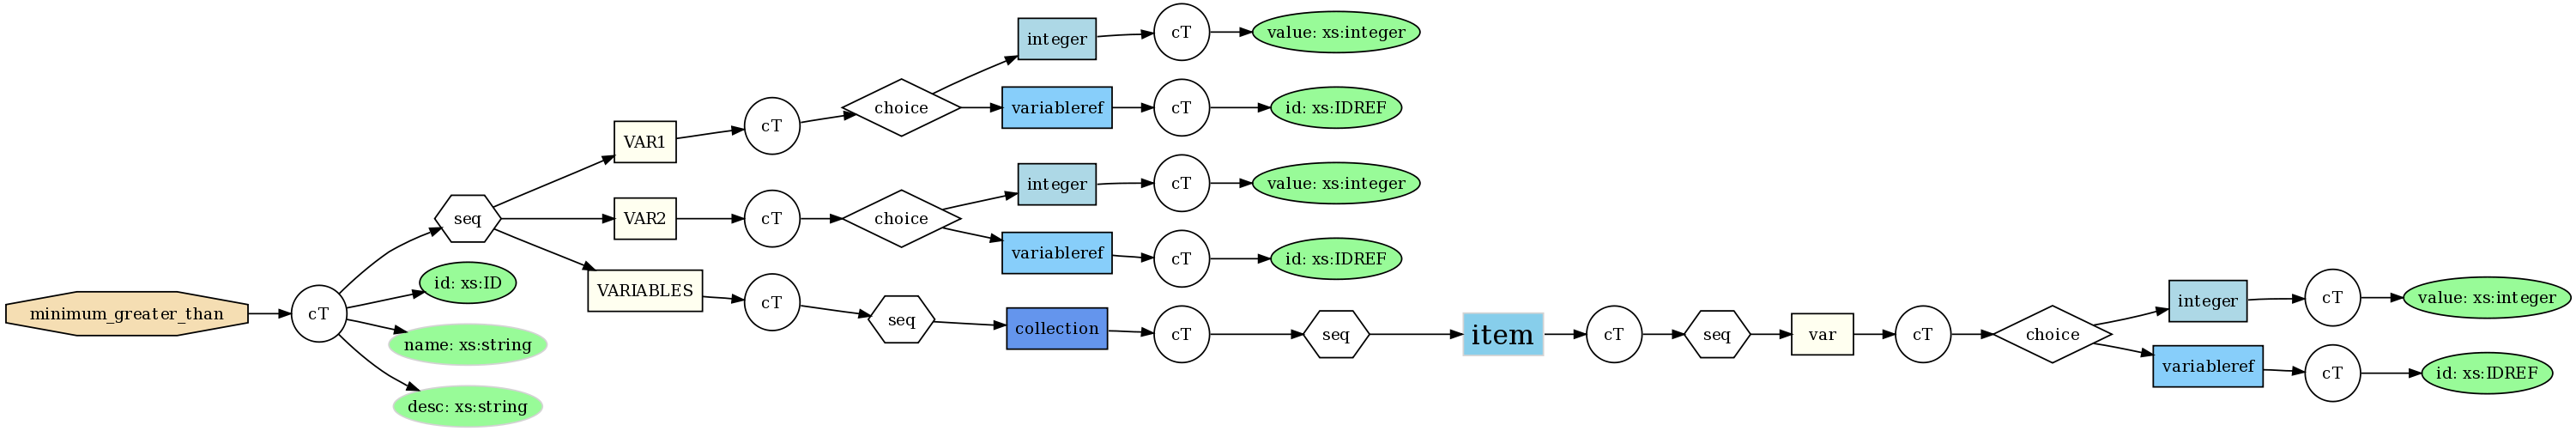 minimum_greater_than
cT
seq
id: xs:ID
name: xs:string
desc: xs:string
VAR1
cT
choice
integer
cT
value: xs:integer
variableref
cT
id: xs:IDREF
VAR2
cT
choice
integer
cT
value: xs:integer
variableref
cT
id: xs:IDREF
VARIABLES
cT
seq
collection
cT
seq
item
cT
seq
var
cT
choice
integer
cT
value: xs:integer
variableref
cT
id: xs:IDREF